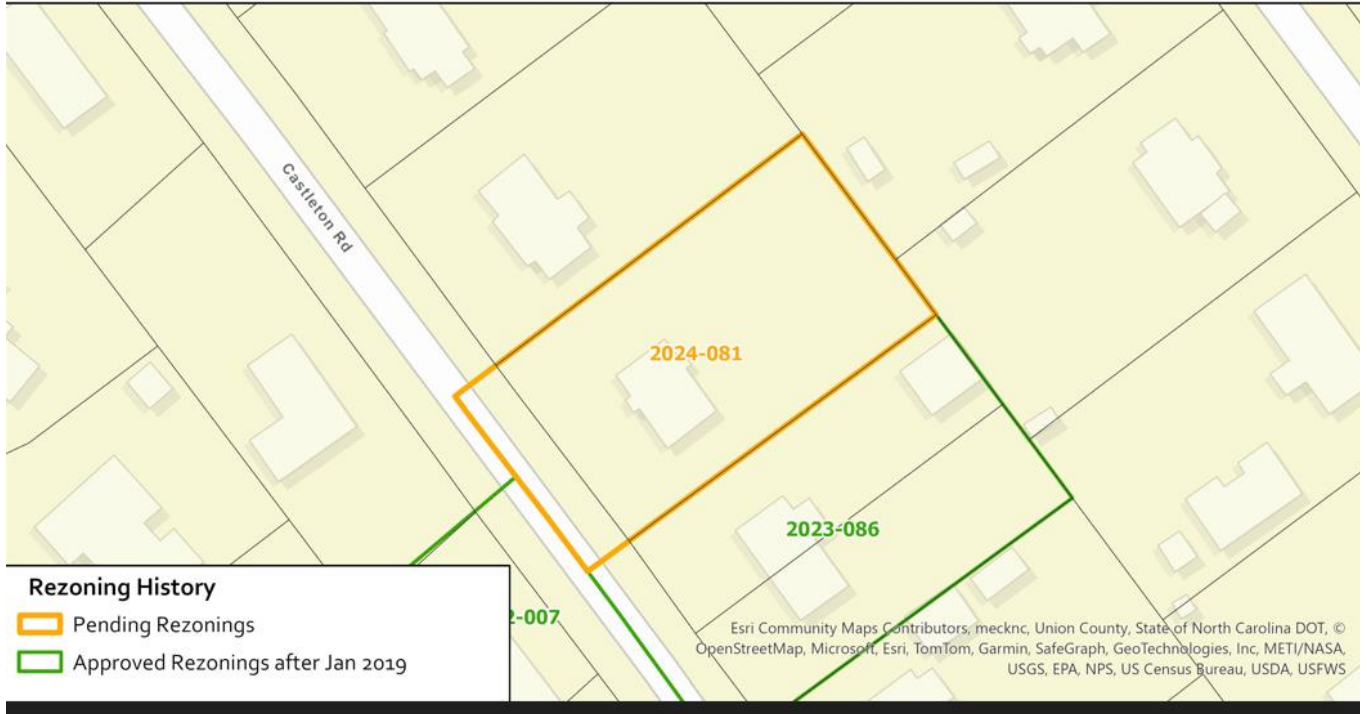 Castleton Rd
2024-081
2023-086
2-007
Rezoning History
Pending Rezonings
Approved Rezonings after Jan 2019
Esri Community Maps Contributors, mecknc, Union County, State of North Carolina DOT, ©
OpenStreetMap, Microsoft, Esri, TomTom, Garmin, SafeGraph, GeoTechnologies, Inc, METI/NASA,
USGS, EPA, NPS, US Census Bureau, USDA, USFWS